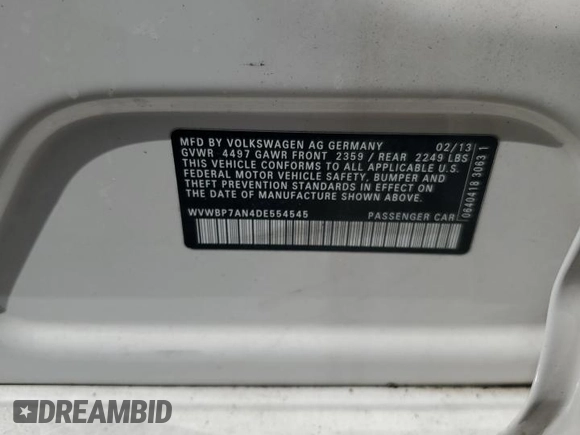 MFD BY VOLKSWAGEN AG GERMANY 02/13
GVWR 4497 GAWR FRONT 2359 / REAR 2249 LBS
THIS VEHICLE CONFORMS TO ALL APPLICABLE U.S.
FEDERAL MOTOR VEHICLE SAFETY, BUMPER AND
THEFT PREVENTION STANDARDS IN EFFECT ON
THE DATE OF MANUFACTURE SHOWN ABOVE.
WVWBP7AN4DE554545 PASSENGER CAR
0640418 3063 1
DREAMBID